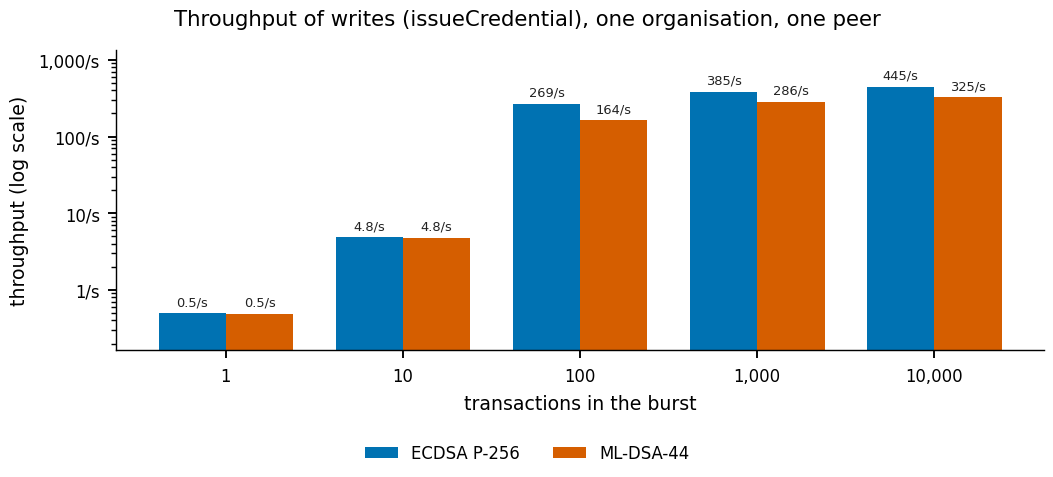 Throughput of writes (issueCredential), one organisation, one peer
throughput (log scale)
1,000/s
100/s
10/s
1/s
0.5/s 0.5/s
4.8/s 4.8/s
269/s 164/s
385/s 286/s
445/s 325/s
1 10 100 1,000 10,000
transactions in the burst
ECDSA P-256 ML-DSA-44